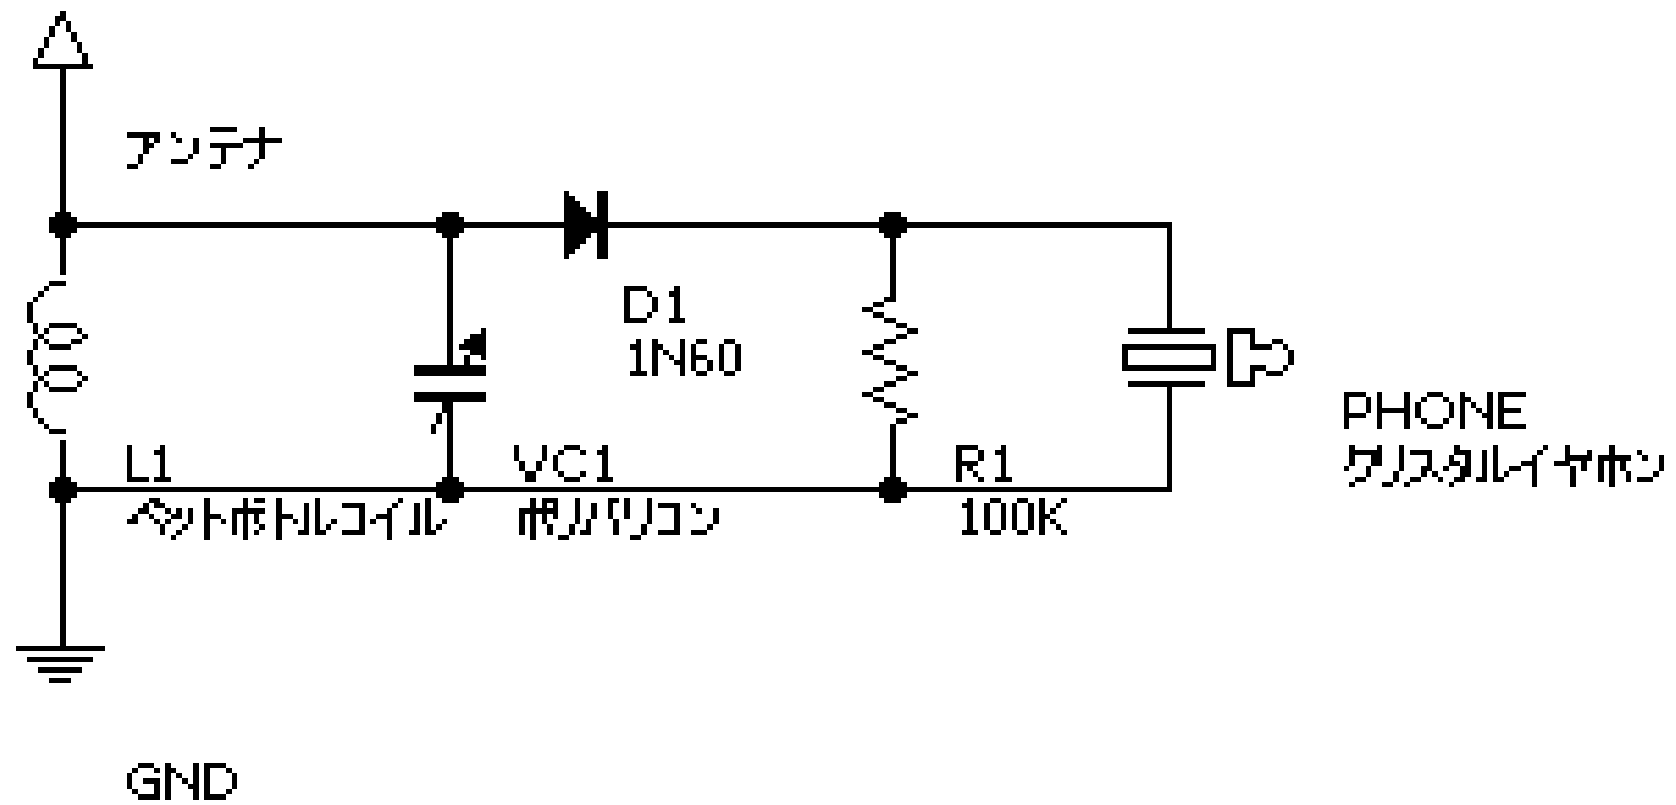 アンテナ
D1
1N60
PHONE
クリスタルイヤホン
L1
ペットボトルコイル
VC1
ポリバリコン
R1
100K
GND